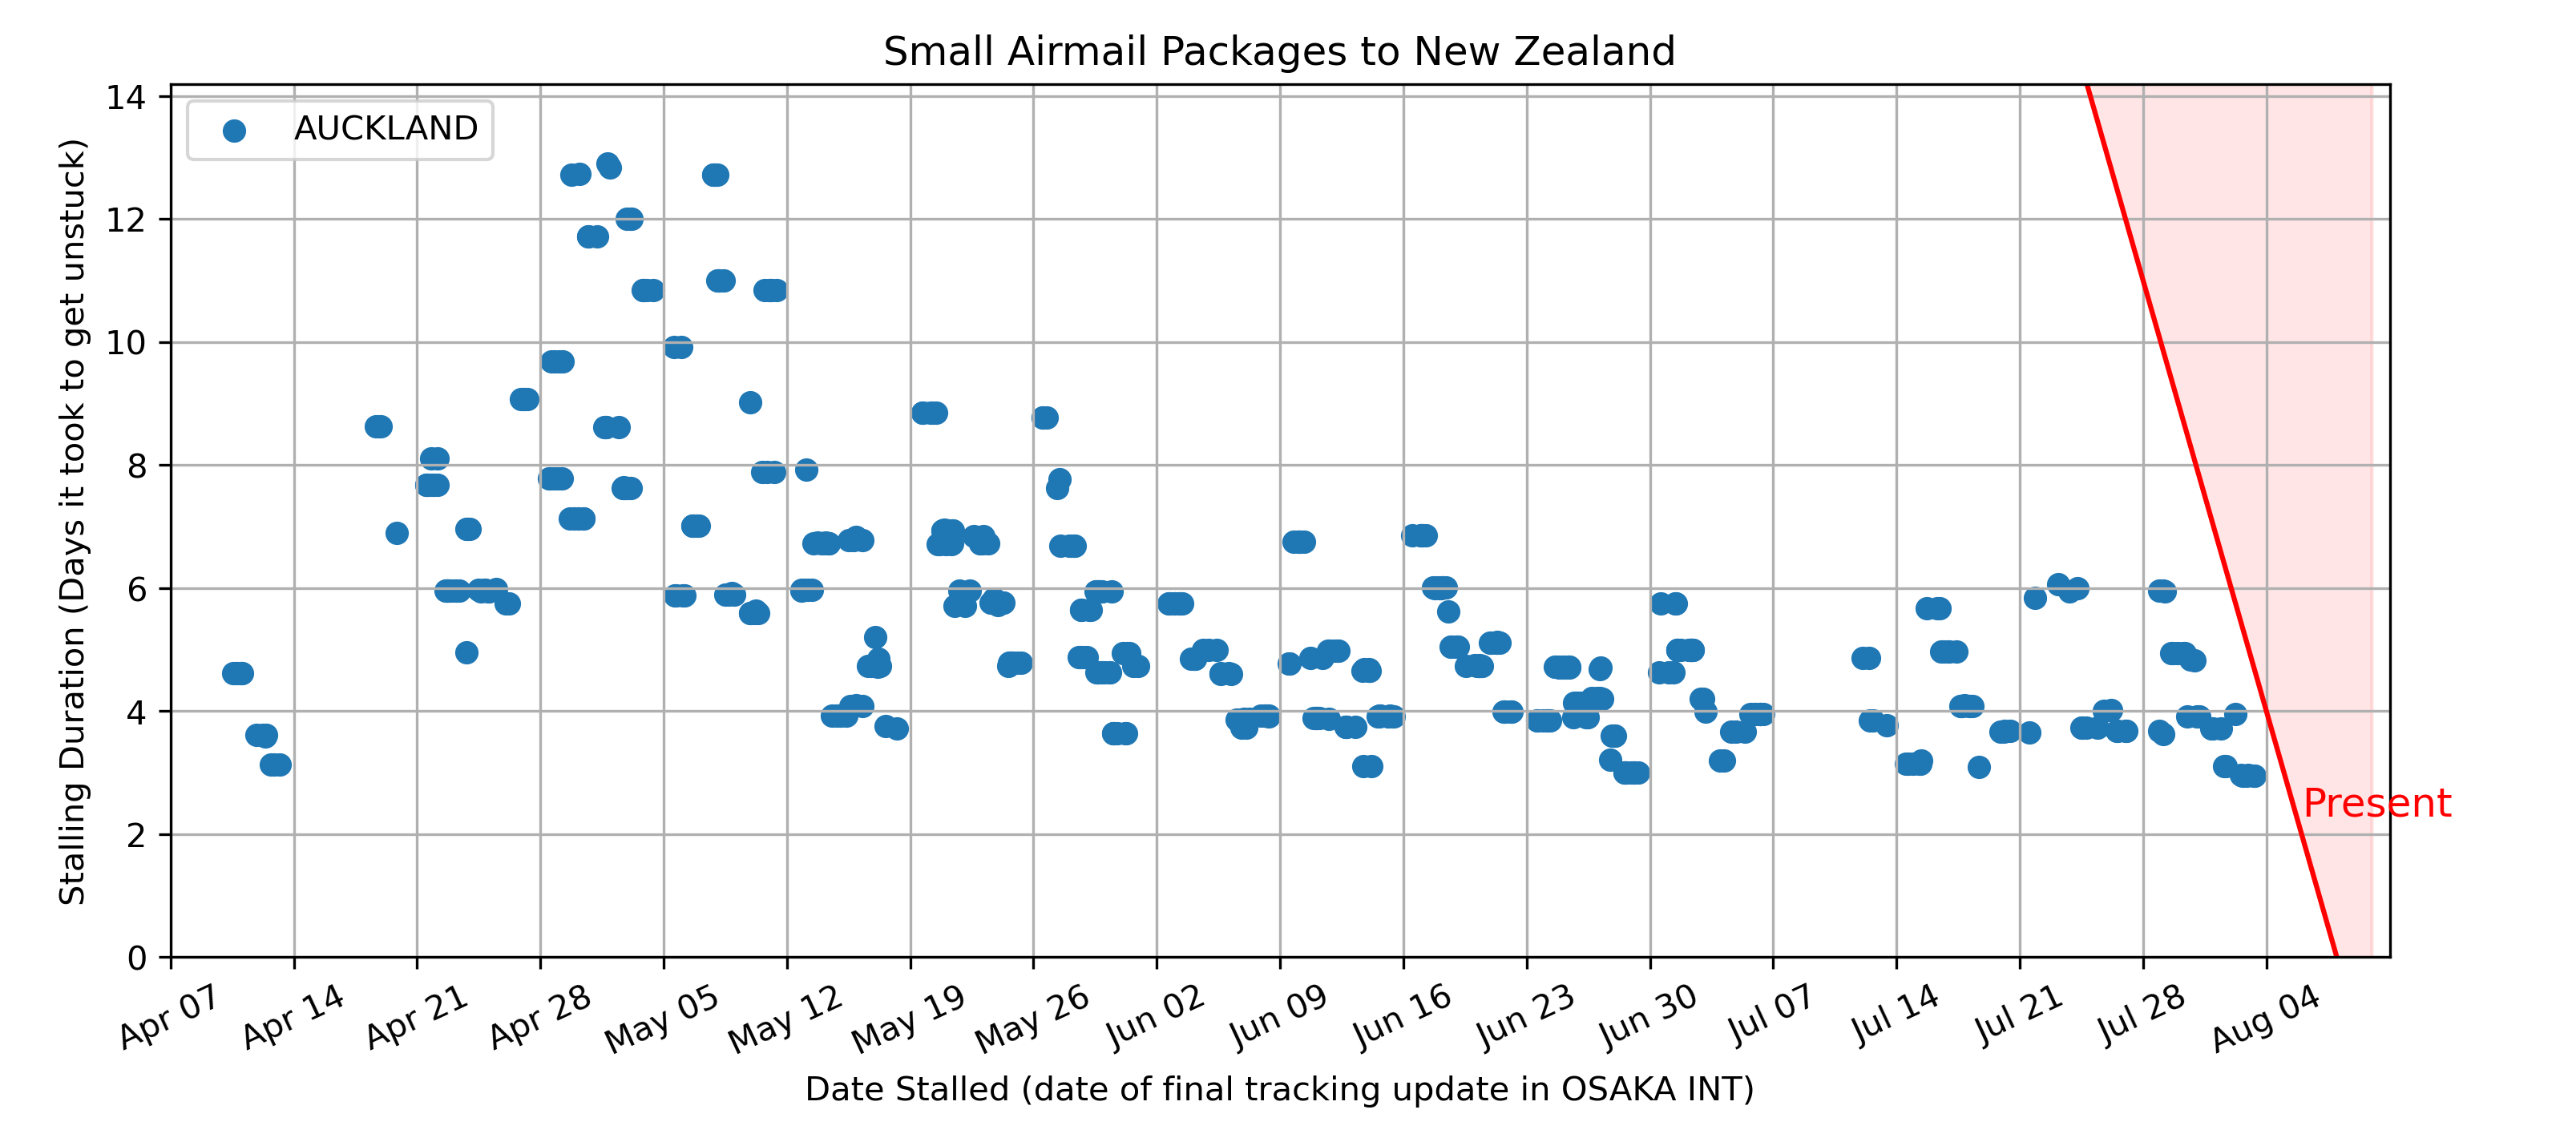 Small Airmail Packages to New Zealand
AUCKLAND
Stalling Duration (Days it took to get unstuck)
14
12
10
8
6
4
2
0
Present
Apr 07
Apr 14
Apr 21
Apr 28
May 05
May 12
May 19
May 26
Jun 02
Jun 09
Jun 16
Jun 23
Jun 30
Jul 07
Jul 14
Jul 21
Jul 28
Aug 04
Date Stalled (date of final tracking update in OSAKA INT)